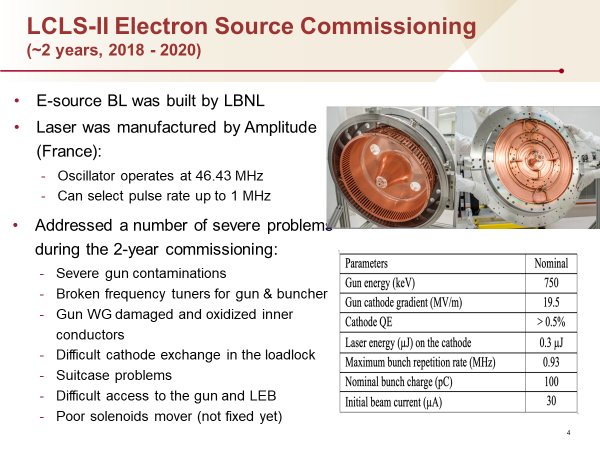 LCLS-II Electron Source Commissioning
(~2 years, 2018 - 2020)
• E-source BL was built by LBNL
• Laser was manufactured by Amplitude
(France):
- Oscillator operates at 46.43 MHz
- Can select pulse rate up to 1 MHz
• Addressed a number of severe problems
during the 2-year commissioning:
- Severe gun contaminations
- Broken frequency tuners for gun & buncher
- Gun WG damaged and oxidized inner
conductors
- Difficult cathode exchange in the loadlock
- Suitcase problems
- Difficult access to the gun and LEB
- Poor solenoids mover (not fixed yet)
Parameters Nominal
Gun energy (keV) 750
Gun cathode gradient (MV/m) 19.5
Cathode QE > 0.5%
Laser energy (μJ) on the cathode 0.3 μJ
Maximum bunch repetition rate (MHz) 0.93
Nominal bunch charge (pC) 100
Initial beam current (μA) 30
4